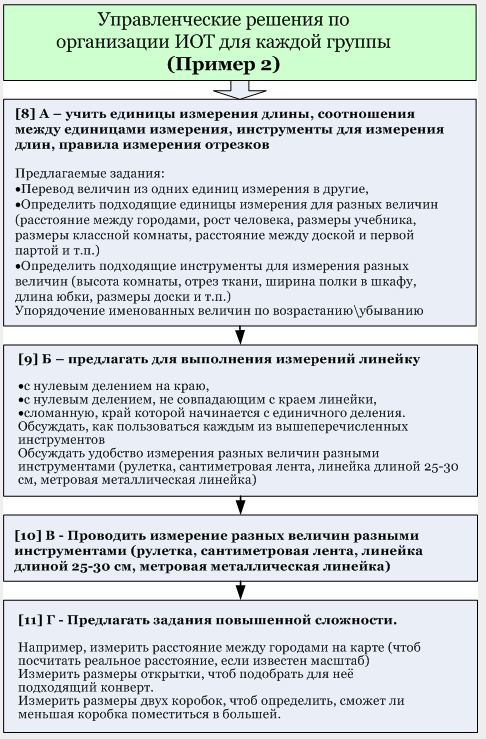 Управленческие решения по
организации ИОТ для каждой группы
(Пример 2)
[8] А – учить единицы измерения длины, соотношения
между единицами измерения, инструменты для измерения
длин, правила измерения отрезков
Предлагаемые задания:
•Перевод величин из одних единиц измерения в другие,
•Определить подходящие единицы измерения для разных величин
(расстояние между городами, рост человека, размеры учебника,
размеры классной комнаты, расстояние между доской и первой
партой и т.п.)
•Определить подходящие инструменты для измерения разных
величин (высота комнаты, отрез ткани, ширина полки в шкафу,
длина юбки, размеры доски и т.п.)
Упорядочение именованных величин по возрастанию\убыванию
[9] Б – предлагать для выполнения измерений линейку
•с нулевым делением на краю,
•с нулевым делением, не совпадающим с краем линейки,
•сломанную, край которой начинается с единичного деления.
Обсуждать, как пользоваться каждым из вышеперечисленных
инструментов
Обсуждать удобство измерения разных величин разными
инструментами (рулетка, сантиметровая лента, линейка длиной 25-30
см, метровая металлическая линейка)
[10] В - Проводить измерение разных величин разными
инструментами (рулетка, сантиметровая лента, линейка
длиной 25-30 см, метровая металлическая линейка)
[11] Г - Предлагать задания повышенной сложности.
Например, измерить расстояние между городами на карте (чтоб
посчитать реальное расстояние, если известен масштаб)
Измерить размеры открытки, чтоб подобрать для неё
подходящий конверт.
Измерить размеры двух коробок, чтоб определить, сможет ли
меньшая коробка поместиться в большей.